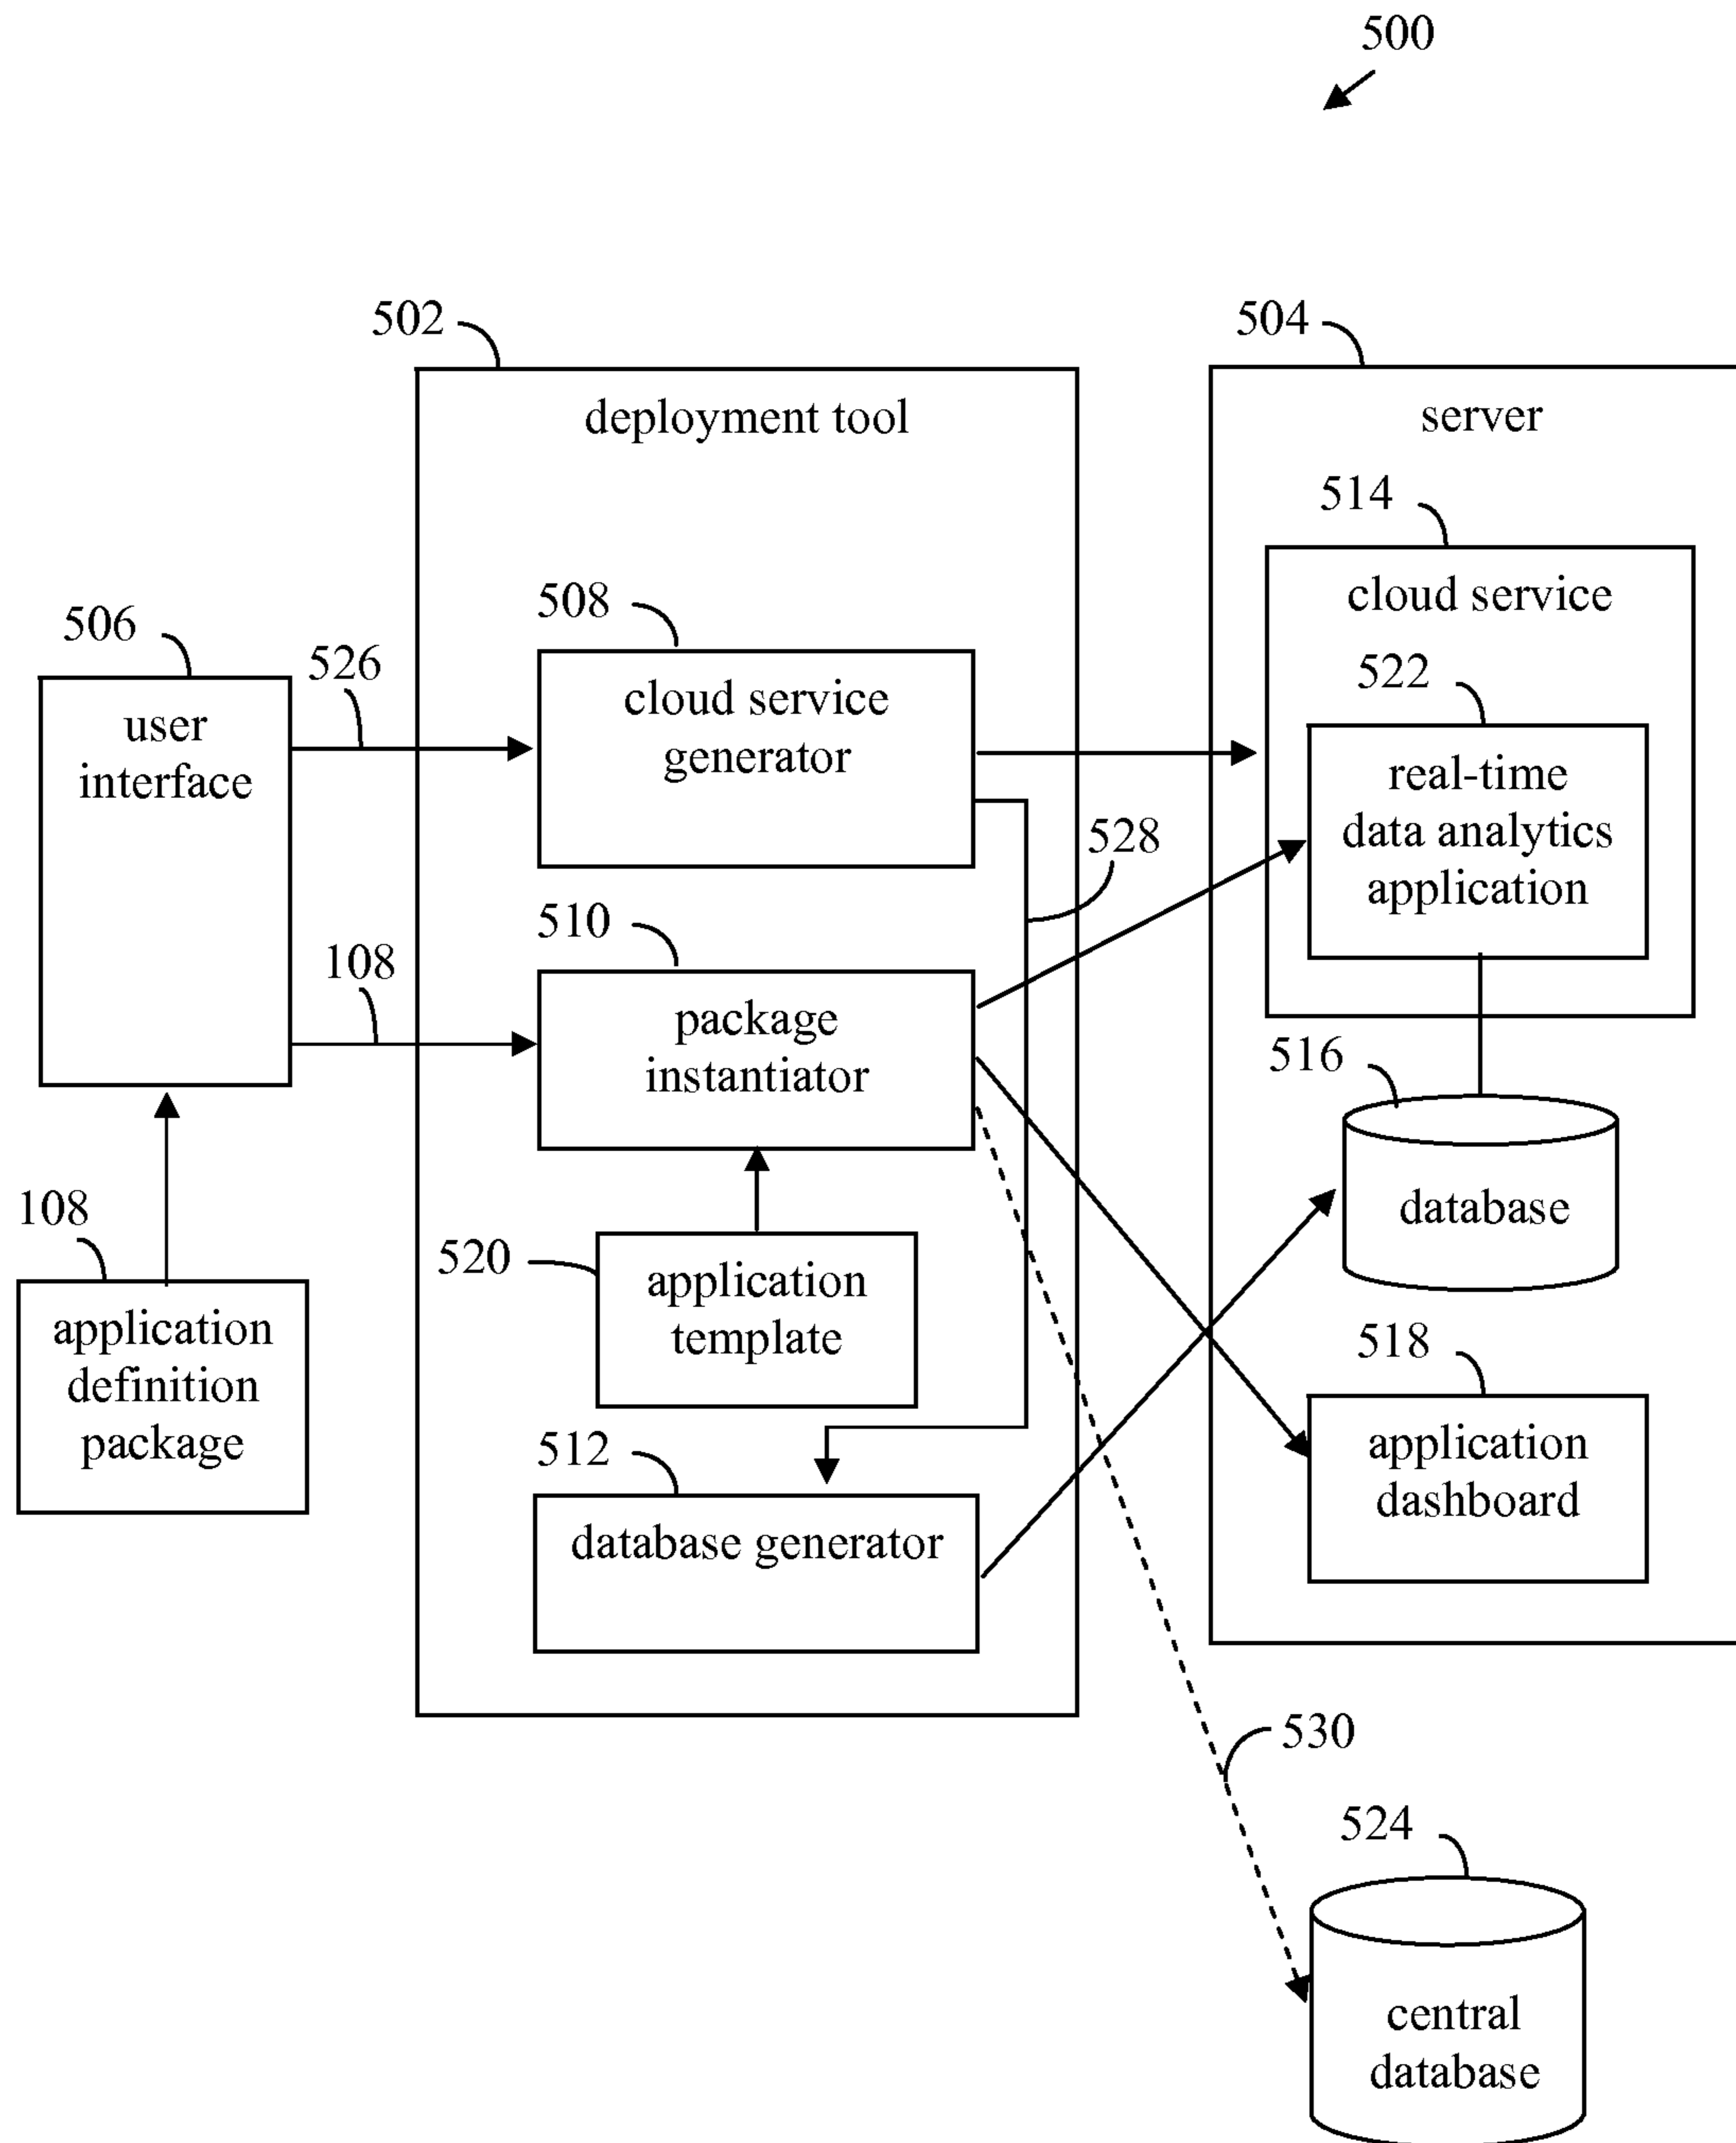 500
502
504
deployment tool
server
514
cloud service
508
506
526
522
cloud service
generator
user
interface
real-time
data analytics
application
528
510
108
package
instantiator
516
108
520
application
template
database
application
definition
package
518
512
application
dashboard
database generator
530
524
central
database